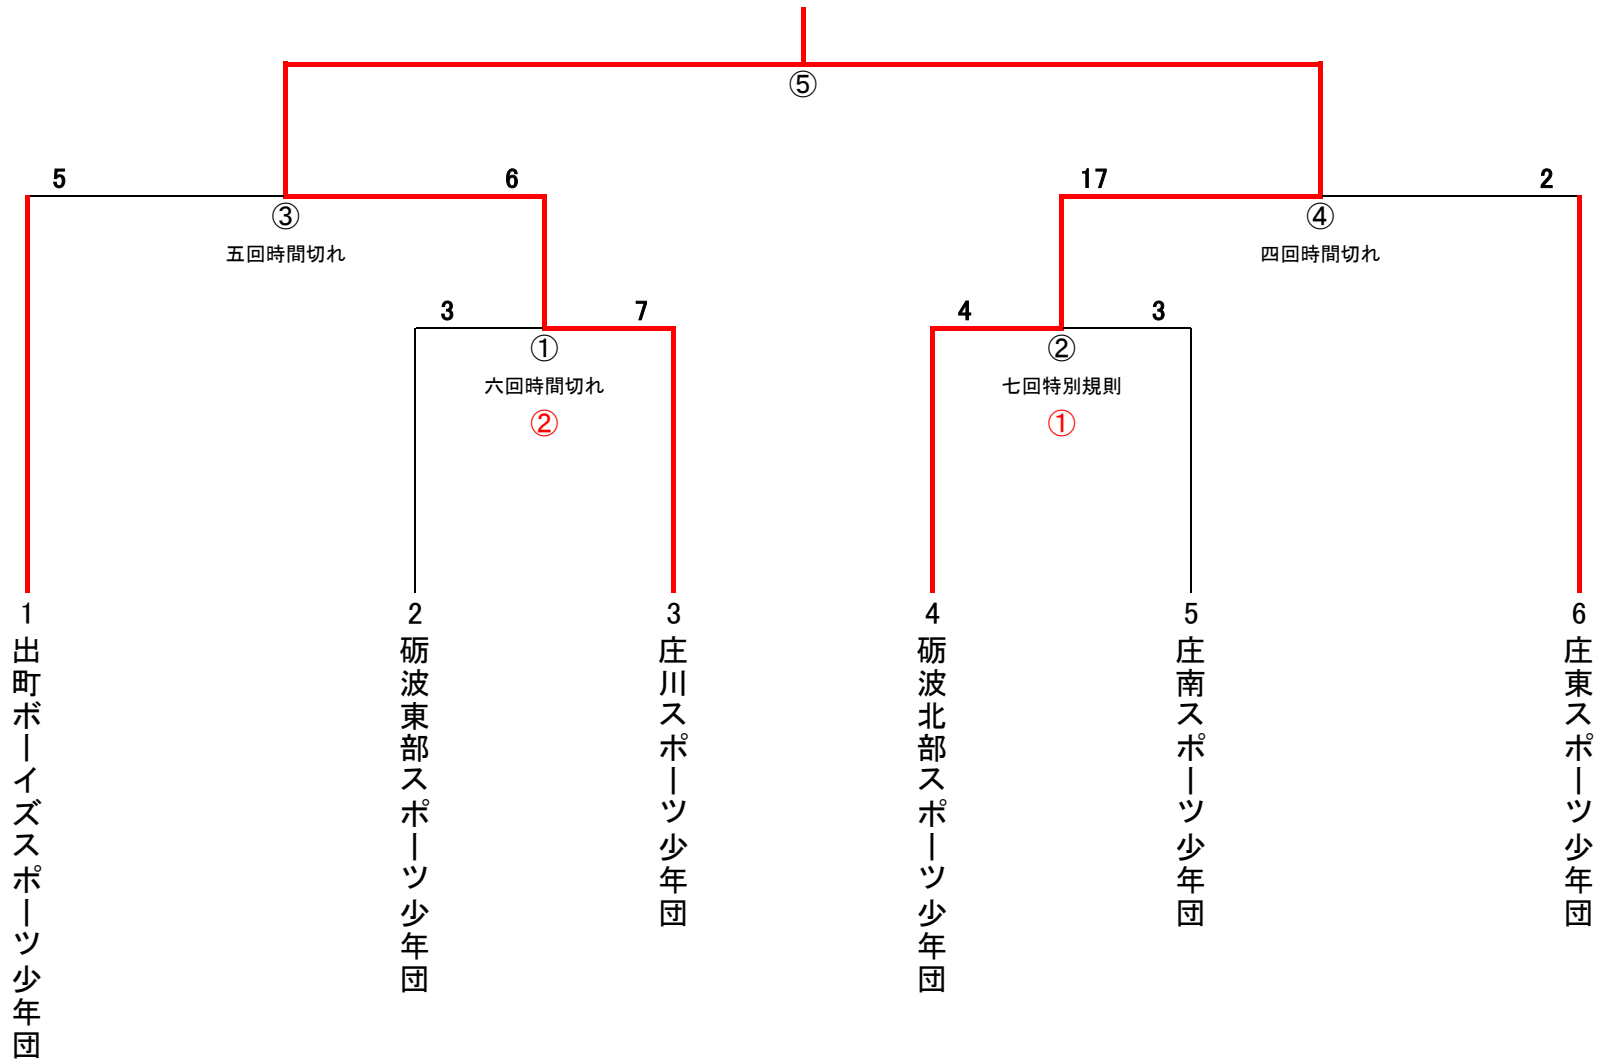 ⑤
5
6
17
2
③
④
五回時間切れ
四回時間切れ
3
7
4
3
①
②
六回時間切れ
七回特別規則
②
①
1
2
3
4
5
6
出町ボーイズスポーツ少年団
砺波東部スポーツ少年団
庄川スポーツ少年団
砺波北部スポーツ少年団
庄南スポーツ少年団
庄東スポーツ少年団